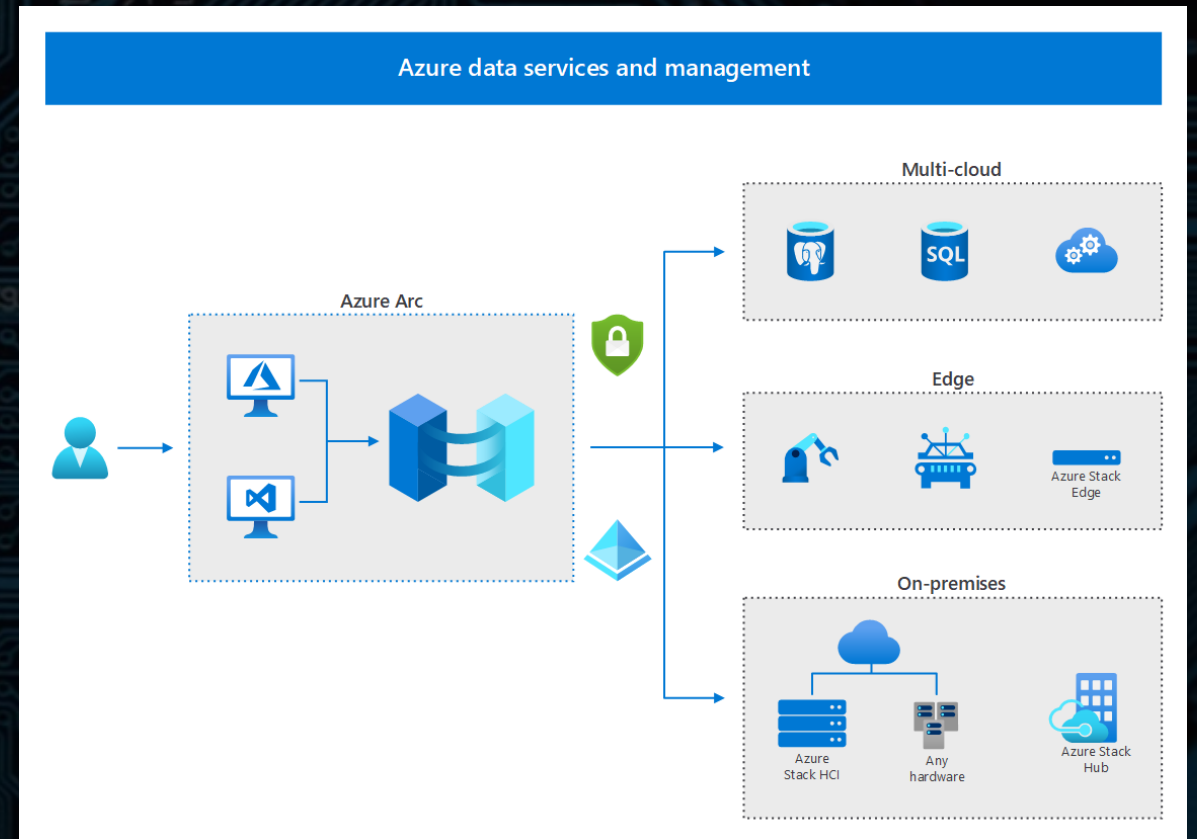 Azure data services and management
Multi-cloud
SQL
Azure Arc
Edge
Azure Stack
Edge
On-premises
Azure
Stack HCI
Any
hardware
Azure Stack
Hub